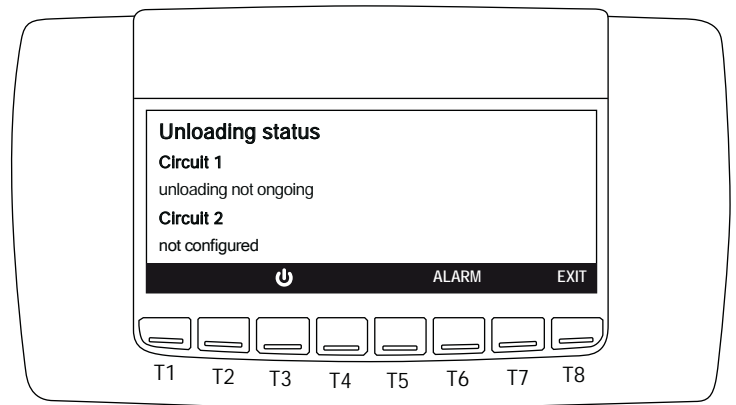 Unloading status
Circuit 1
unloading not ongoing
Circuit 2
not configured
ALARM EXIT
T1 T2 T3 T4 T5 T6 T7 T8